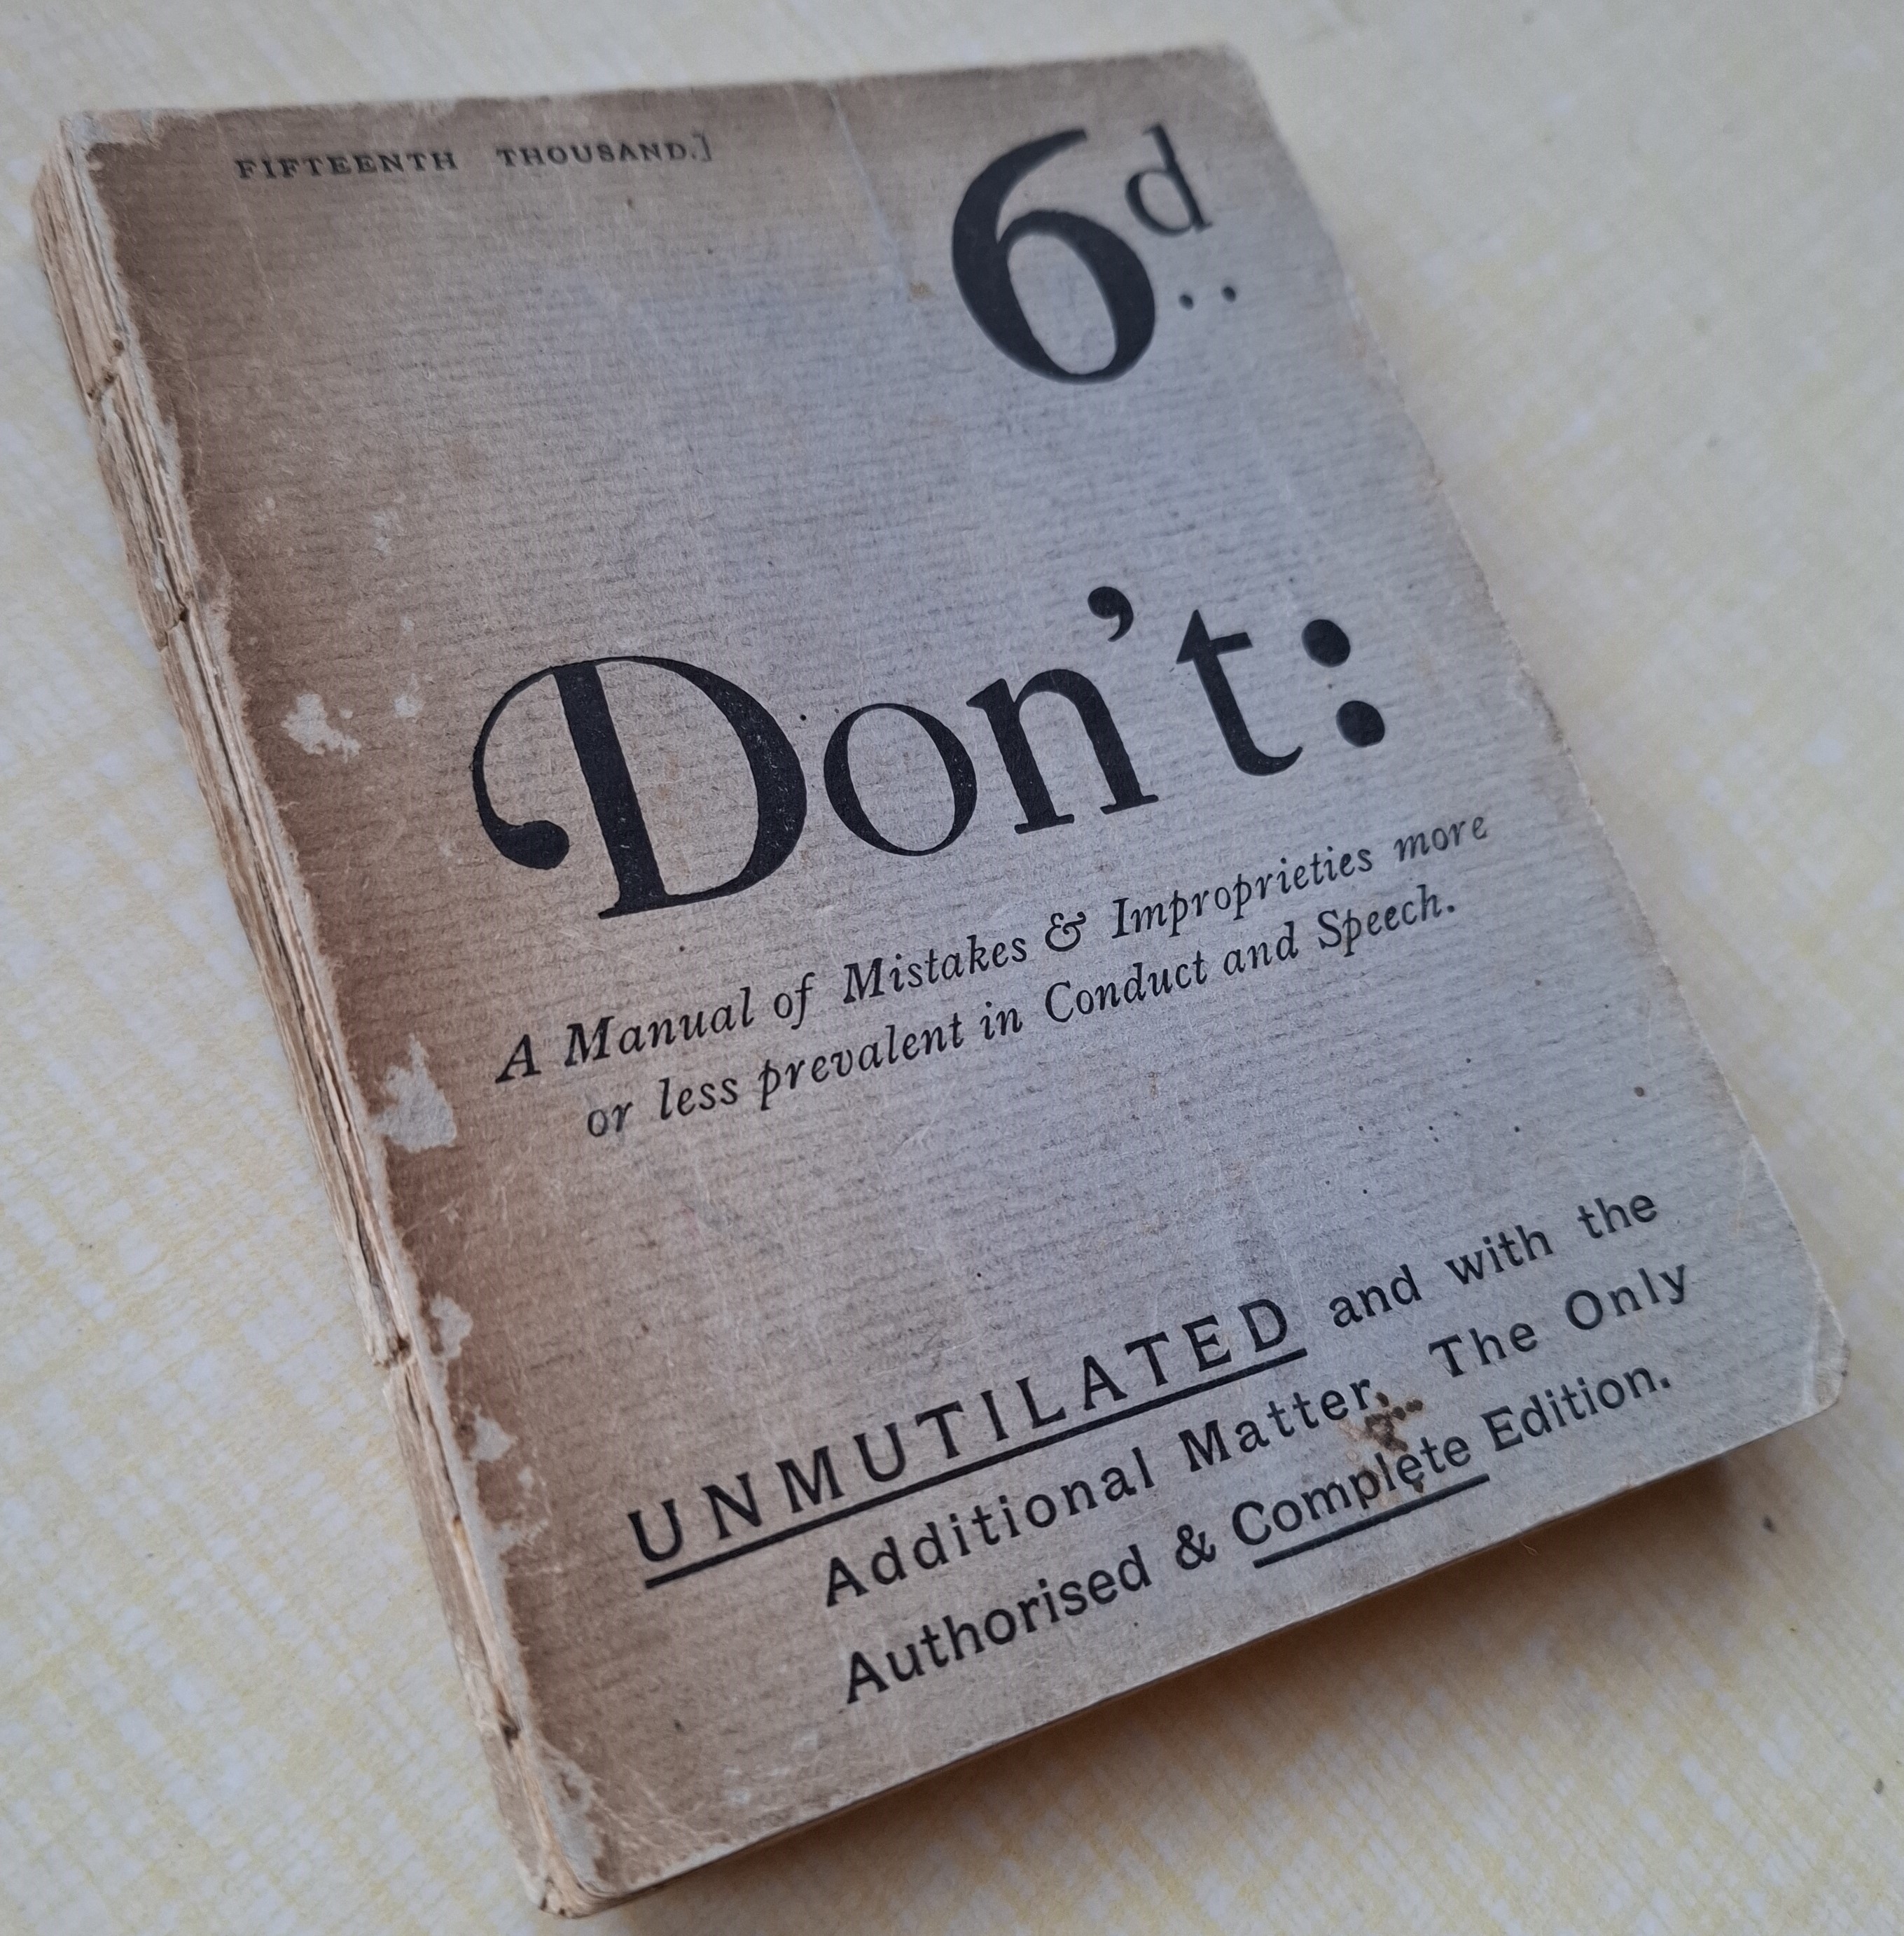 FIFTEENTH THOUSAND.]
6d..
Don't:
A Manual of Mistakes & Improprieties more
or less prevalent in Conduct and Speech.
UNMUTILATED and with the
Additional Matter. The Only
Authorised & Complete Edition.